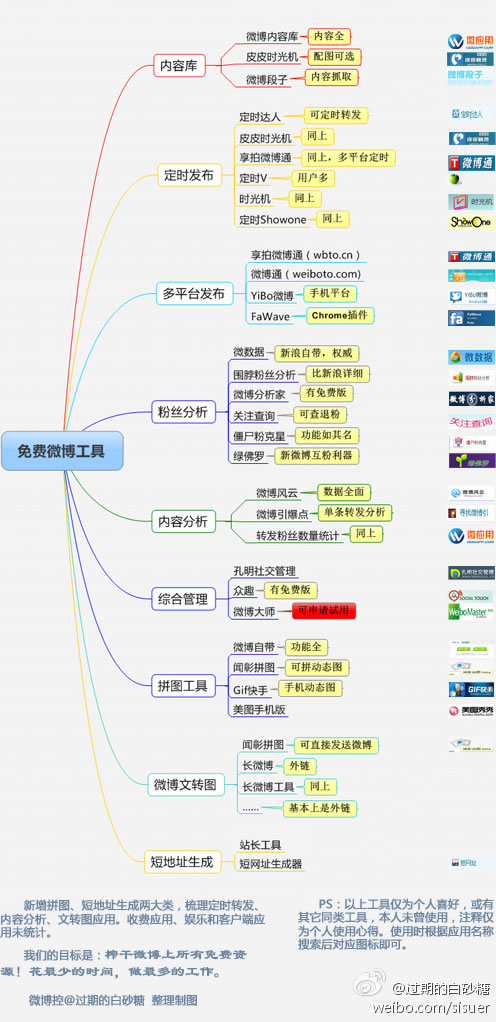 免费微博工具
内容库
微博内容库 内容全
皮皮时光机 配图可选
微博段子 内容抓取
定时发布
定时达人 可定时转发
皮皮时光机 同上
享拍微博通 同上，多平台定时
定时V 用户多
时光机 同上
定时Showone 同上
多平台发布
享拍微博通（wbto.cn）
微博通（weiboto.com)
YiBo微博 手机平台
FaWave Chrome插件
粉丝分析
微数据 新浪自带，权威
围脖粉丝分析 比新浪详细
微博分析家 有免费版
关注查询 可查退粉
僵尸粉克星 功能如其名
绿佛罗 新微博互粉利器
内容分析
微博风云 数据全面
微博引爆点 单条转发分析
转发粉丝数量统计 同上
综合管理
孔明社交管理
众趣 有免费版
微博大师 可申请试用
拼图工具
微博自带 功能全
闻彰拼图 可拼动态图
Gif快手 手机动态图
美图手机版
微博文转图
闻彰拼图 可直接发送微博
长微博 外链
长微博工具 同上
…… 基本上是外链
短地址生成
站长工具
短网址生成器
微应用
微博段子
定时达人
T 微博通
时光机
ShowOne
T 微博通
YiBo微博
fa FaWave
微数据
围脖粉丝分析
微博分析家
关注查询
僵尸粉克星
绿佛罗
微博风云
寻找微博引
微应用
孔明社交管理
SOCIAL TOUCH
WeiboMaster
GIF快手
美图秀秀
短网址
新增拼图、短地址生成两大类，梳理定时转发、
内容分析、文转图应用。收费应用、娱乐和客户端应
用未统计。
我们的目标是：榨干微博上所有免费资
源！花最少的时间，做最多的工作。
微博控@过期的白砂糖 整理制图
PS：以上工具仅为个人喜好，或有
其它同类工具，本人未曾使用，注释仅
为个人使用心得。使用时根据应用名称
搜索后对应图标即可。
@过期的白砂糖
weibo.com/sisuer